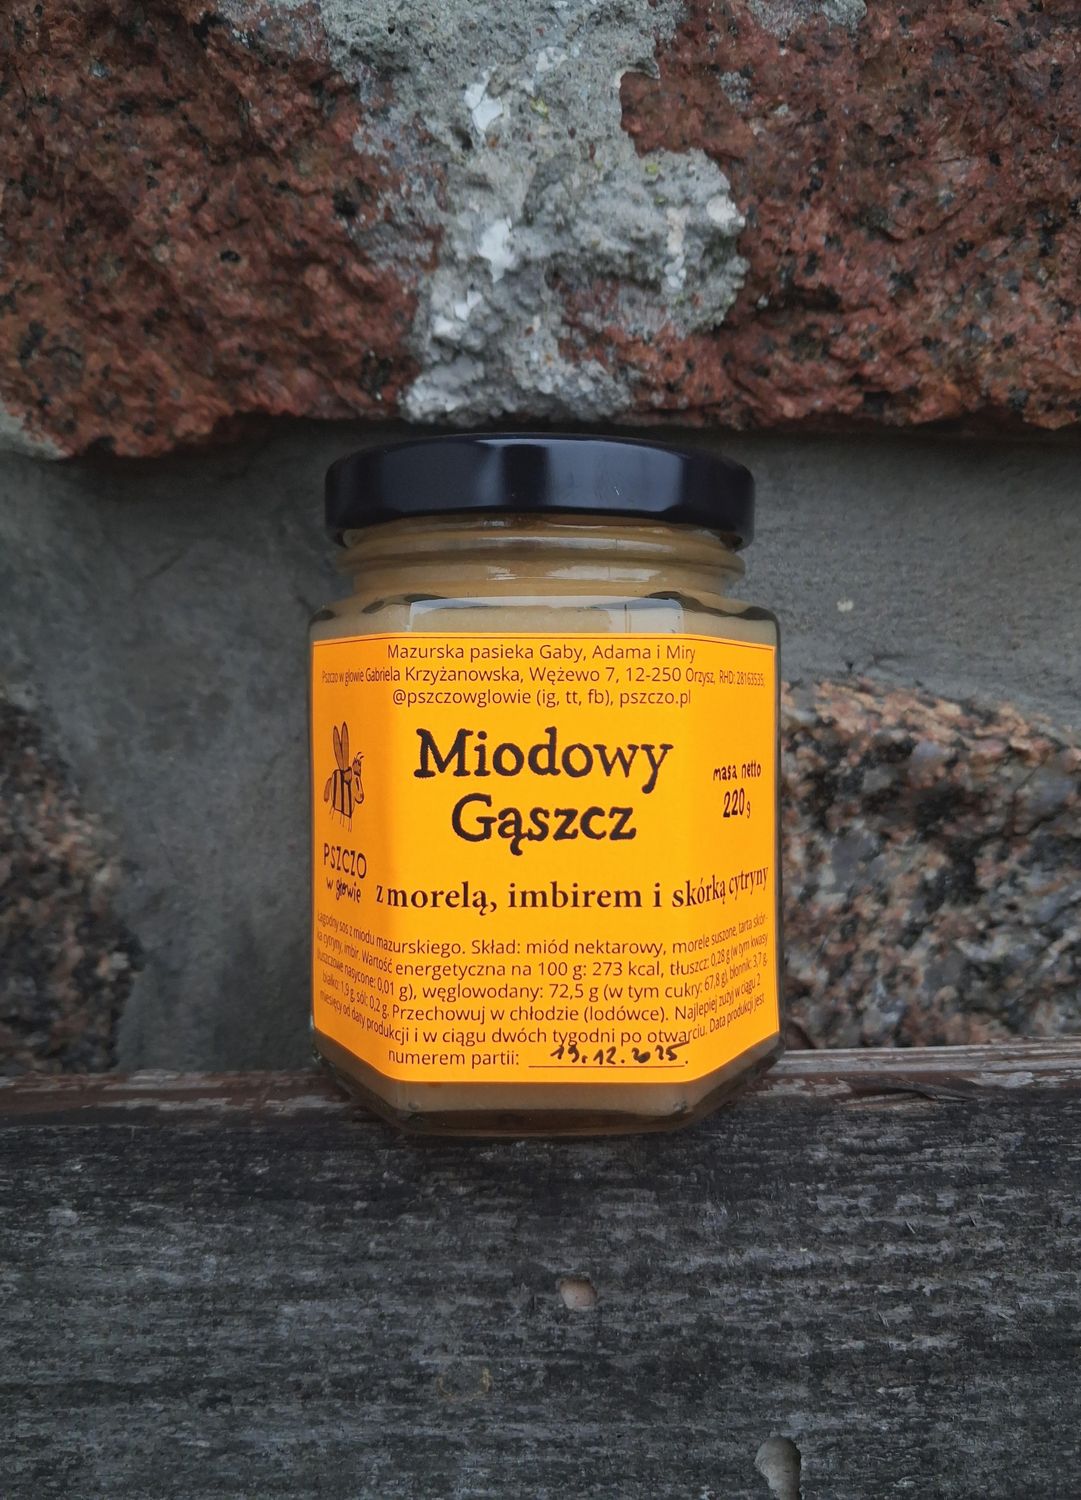 Mazurska pasieka Gaby, Adama i Miry
Pszczo w głowie Gabriela Krzyżanowska, Wężewo 7, 12-250 Orzysz, RHD: 28163535,
@pszczowglowie (ig, tt, fb), pszczo.pl
Miodowy
Gąszcz
masa netto
220g
PSZCZO
w głowie
z morelą, imbirem i skórką cytryny
Łagodny sos z miodu mazurskiego. Skład: miód nektarowy, morele suszone, tarta skór-
ka cytryny, imbir. Wartość energetyczna na 100 g: 273 kcal, tłuszcz: 0,28 g (w tym kwasy
tłuszczowe nasycone: 0,01 g), węglowodany: 72,5 g (w tym cukry: 67,8 g), błonnik: 3,7 g,
białko: 1,9 g, sól: 0,2 g. Przechowuj w chłodzie (lodówce). Najlepiej zużyj w ciągu 2
miesięcy od daty produkcji i w ciągu dwóch tygodni po otwarciu. Data produkcji jest
numerem partii: 19.12.2025.